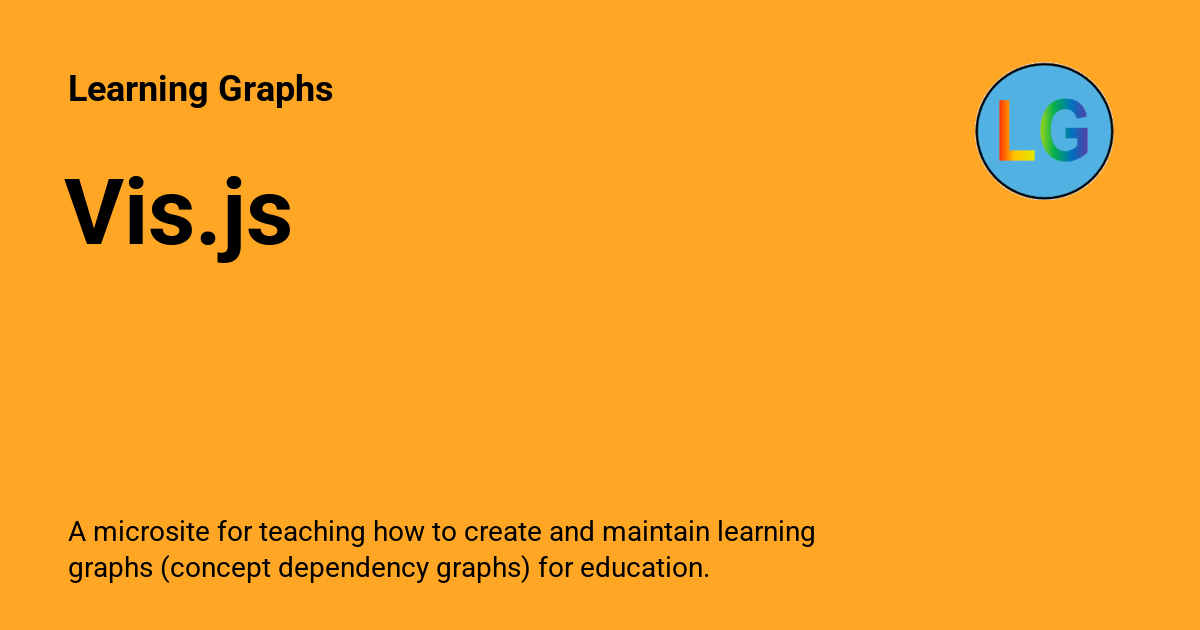 Learning Graphs
LG
Vis.js
A microsite for teaching how to create and maintain learning
graphs (concept dependency graphs) for education.